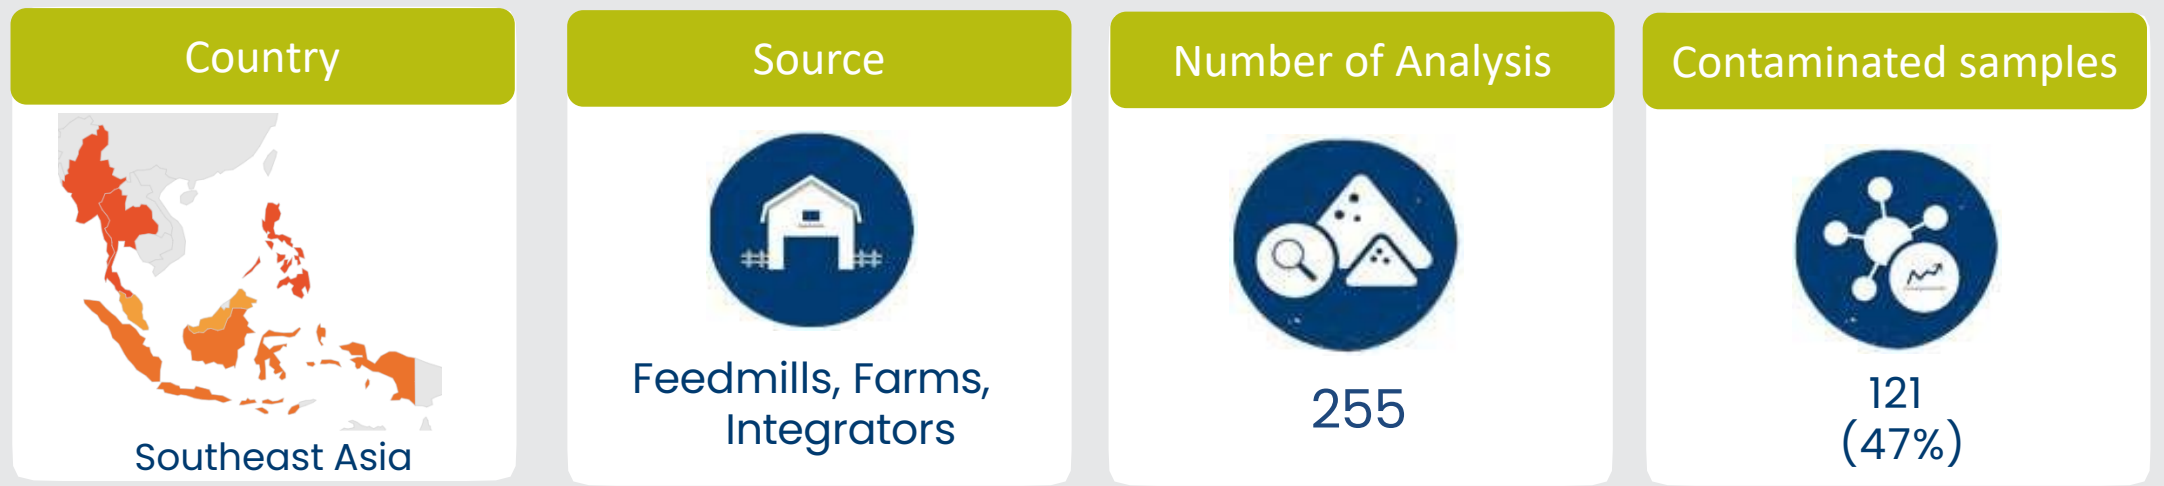 Country
Source
Number of Analysis
Contaminated samples
Southeast Asia
Feedmills, Farms,
Integrators
255
121
(47%)